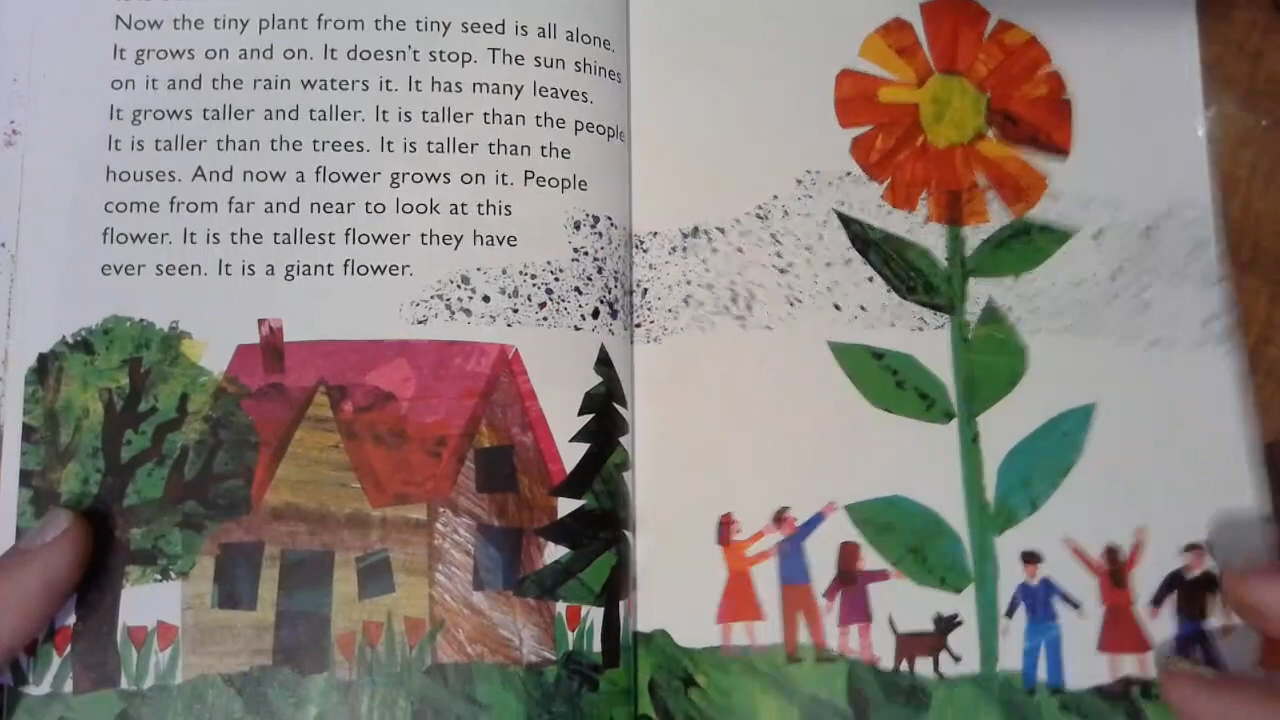 Now the tiny plant from the tiny seed is all alone.
It grows on and on. It doesn't stop. The sun shines
on it and the rain waters it. It has many leaves.
It grows taller and taller. It is taller than the people
It is taller than the trees. It is taller than the
houses. And now a flower grows on it. People
come from far and near to look at this
flower. It is the tallest flower they have
ever seen. It is a giant flower.